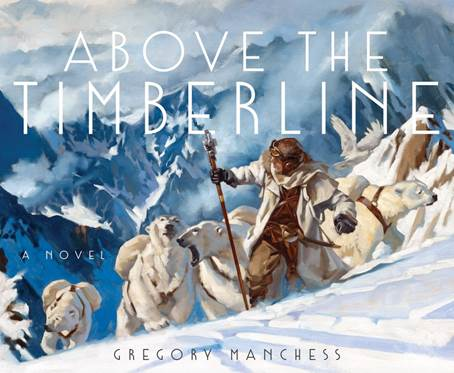 ABOVE THE
TIMBERLINE
A NOVEL
GREGORY MANCHESS